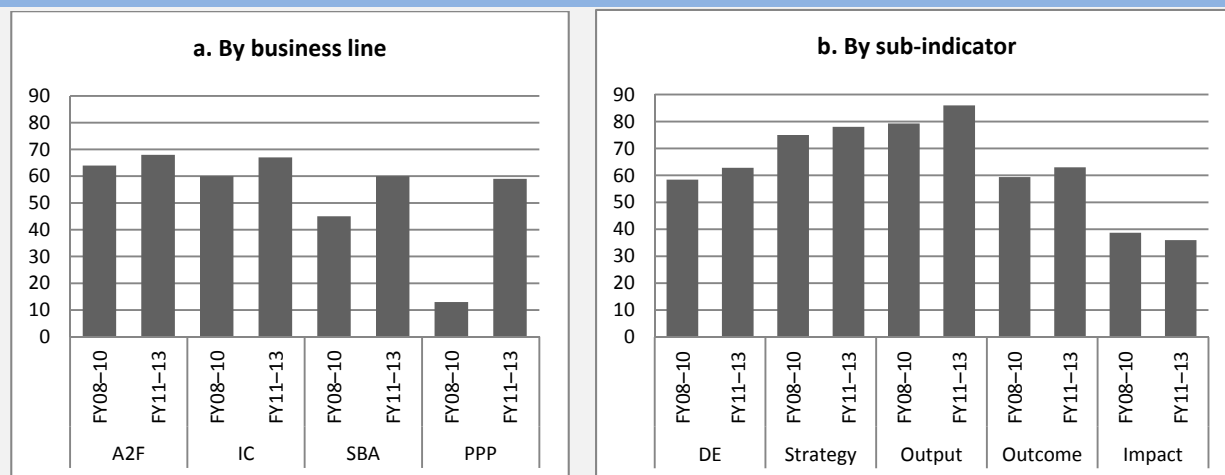 a. By business line
90
80
70
60
50
40
30
20
10
0
FY08–10
FY11–13
FY08–10
FY11–13
FY08–10
FY11–13
FY08–10
FY11–13
A2F IC SBA PPP
b. By sub-indicator
90
80
70
60
50
40
30
20
10
0
FY08–10
FY11–13
FY08–10
FY11–13
FY08–10
FY11–13
FY08–10
FY11–13
FY08–10
FY11–13
DE Strategy Output Outcome Impact